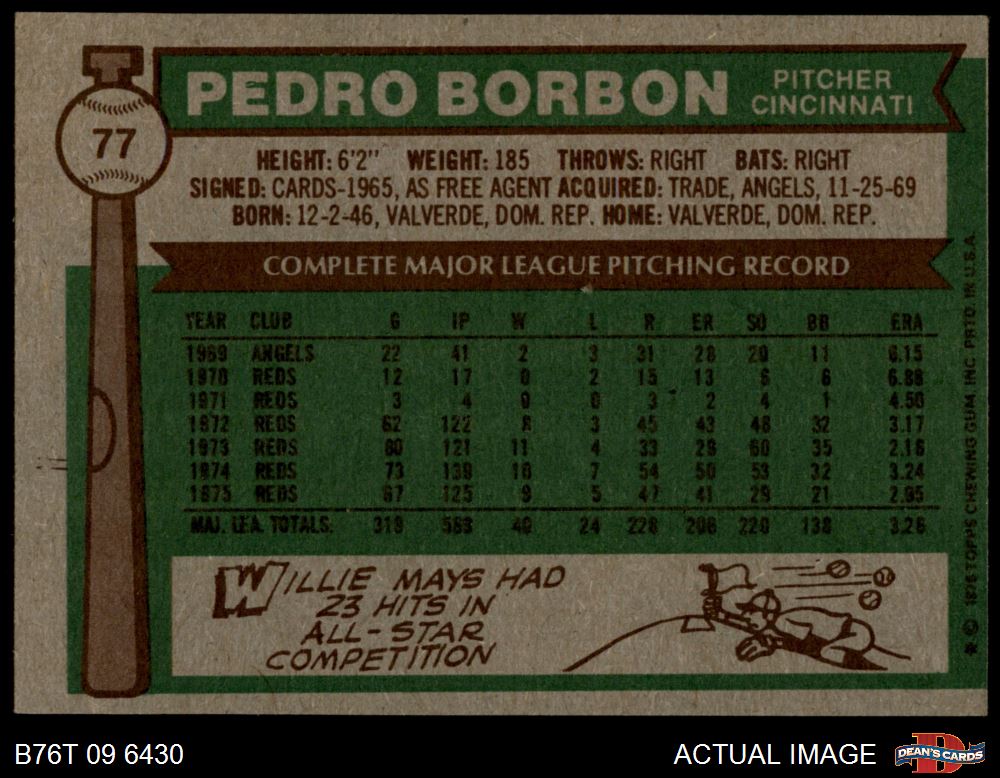 77
PEDRO BORBON
PITCHER
CINCINNATI
HEIGHT: 6'2" WEIGHT: 185 THROWS: RIGHT BATS: RIGHT
SIGNED: CARDS-1965, AS FREE AGENT ACQUIRED: TRADE, ANGELS, 11-25-69
BORN: 12-2-46, VALVERDE, DOM. REP. HOME: VALVERDE, DOM. REP.
COMPLETE MAJOR LEAGUE PITCHING RECORD
YEAR CLUB G IP W L R ER SO BB ERA
1969 ANGELS 22 41 2 3 31 28 20 11 6.15
1970 REDS 12 17 0 2 15 13 6 6 6.88
1971 REDS 3 4 0 0 3 2 4 1 4.50
1972 REDS 62 122 8 3 45 43 48 32 3.17
1973 REDS 80 121 11 4 33 29 60 35 2.16
1974 REDS 73 139 10 7 54 50 53 32 3.24
1975 REDS 67 125 9 5 47 41 29 21 2.95
MAJ. LEA. TOTALS: 319 569 40 24 228 206 220 138 3.26
WILLIE MAYS HAD
23 HITS IN
ALL-STAR
COMPETITION
* © 1976 TOPPS CHEWING GUM INC. PRTD. IN U.S.A.
B76T 09 6430
ACTUAL IMAGE
DEAN'S CARDS